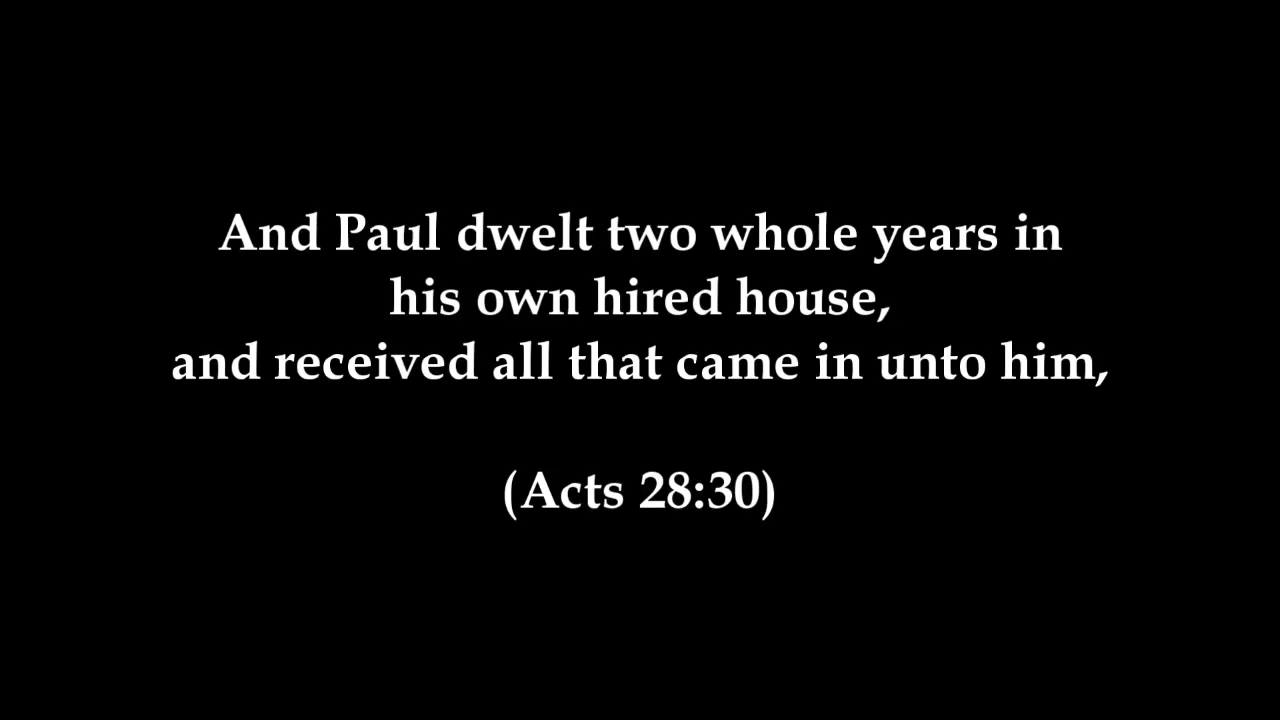 And Paul dwelt two whole years in
his own hired house,
and received all that came in unto him,
(Acts 28:30)